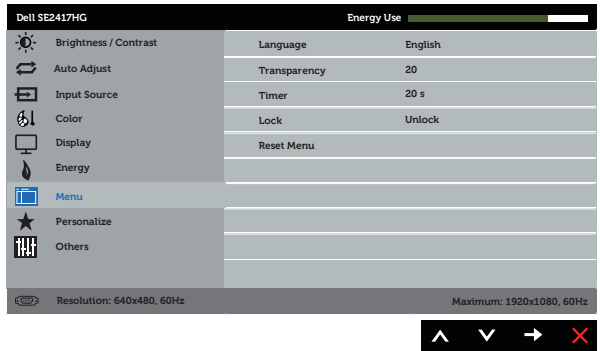 Dell SE2417HG Energy Use
Brightness / Contrast Language English
Auto Adjust Transparency 20
Input Source Timer 20 s
Color Lock Unlock
Display Reset Menu
Energy
Menu
Personalize
Others
Resolution: 640x480, 60Hz Maximum: 1920x1080, 60Hz